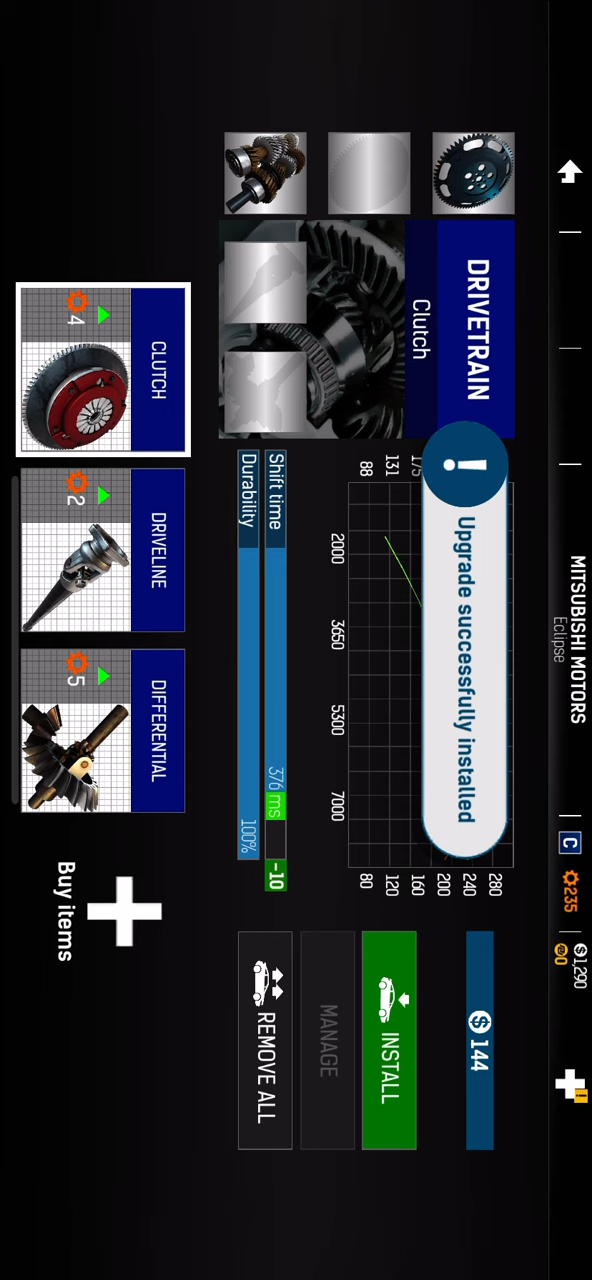 MITSUBISHI MOTORS
Eclipse
C
235
$ 1,290
0
!
DRIVETRAIN
Clutch
! Upgrade successfully installed
131
88
2000
3650
5300
7000
280
240
200
160
120
80
Shift time
376 ms
-10
Durability
100%
$ 144
INSTALL
MANAGE
REMOVE ALL
CLUTCH
4
DRIVELINE
2
DIFFERENTIAL
5
Buy items